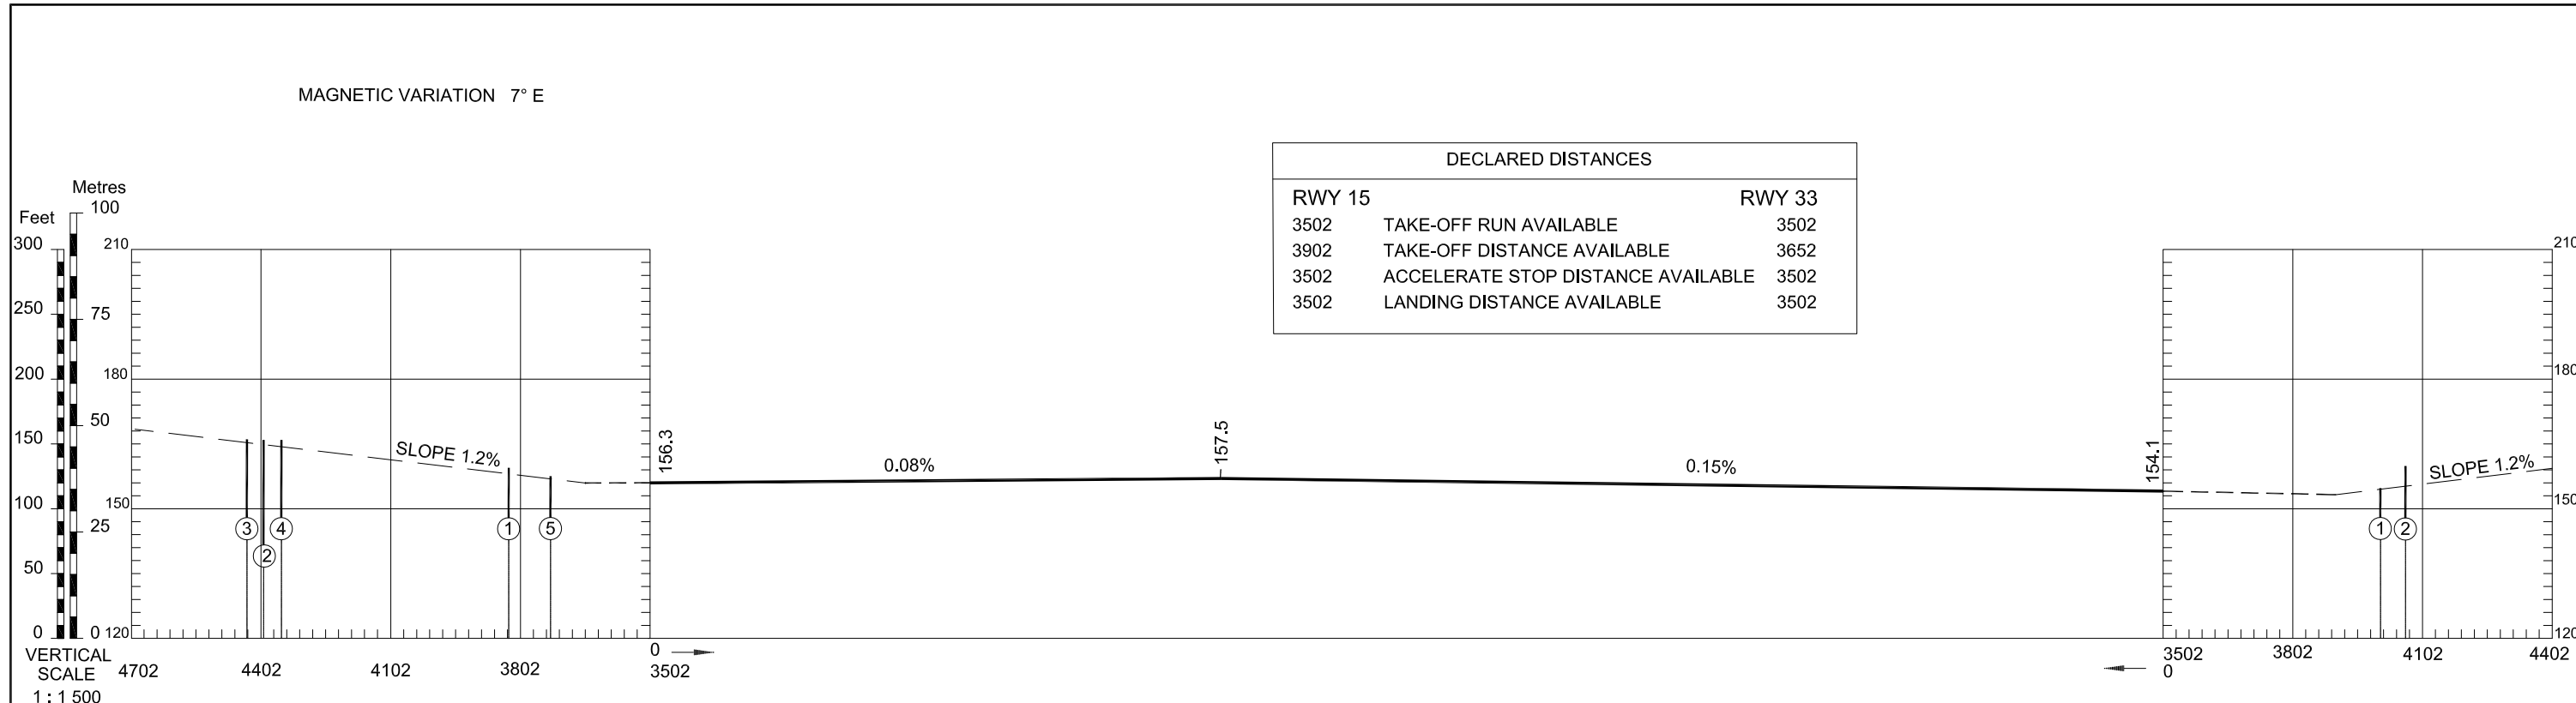 MAGNETIC VARIATION 7° E
DECLARED DISTANCES
RWY 15 RWY 33
3502 TAKE-OFF RUN AVAILABLE 3502
3902 TAKE-OFF DISTANCE AVAILABLE 3652
3502 ACCELERATE STOP DISTANCE AVAILABLE 3502
3502 LANDING DISTANCE AVAILABLE 3502
Metres
Feet
100
75
50
25
0
300
250
200
150
100
50
0
210
180
150
120
SLOPE 1.2%
3
2
4
1
5
156.3
0.08%
157.5
0.15%
154.1
SLOPE 1.2%
1
2
210
180
150
120
VERTICAL
SCALE
1 : 1 500
4702 4402 4102 3802 3502
0
3502 3802 4102 4402
0